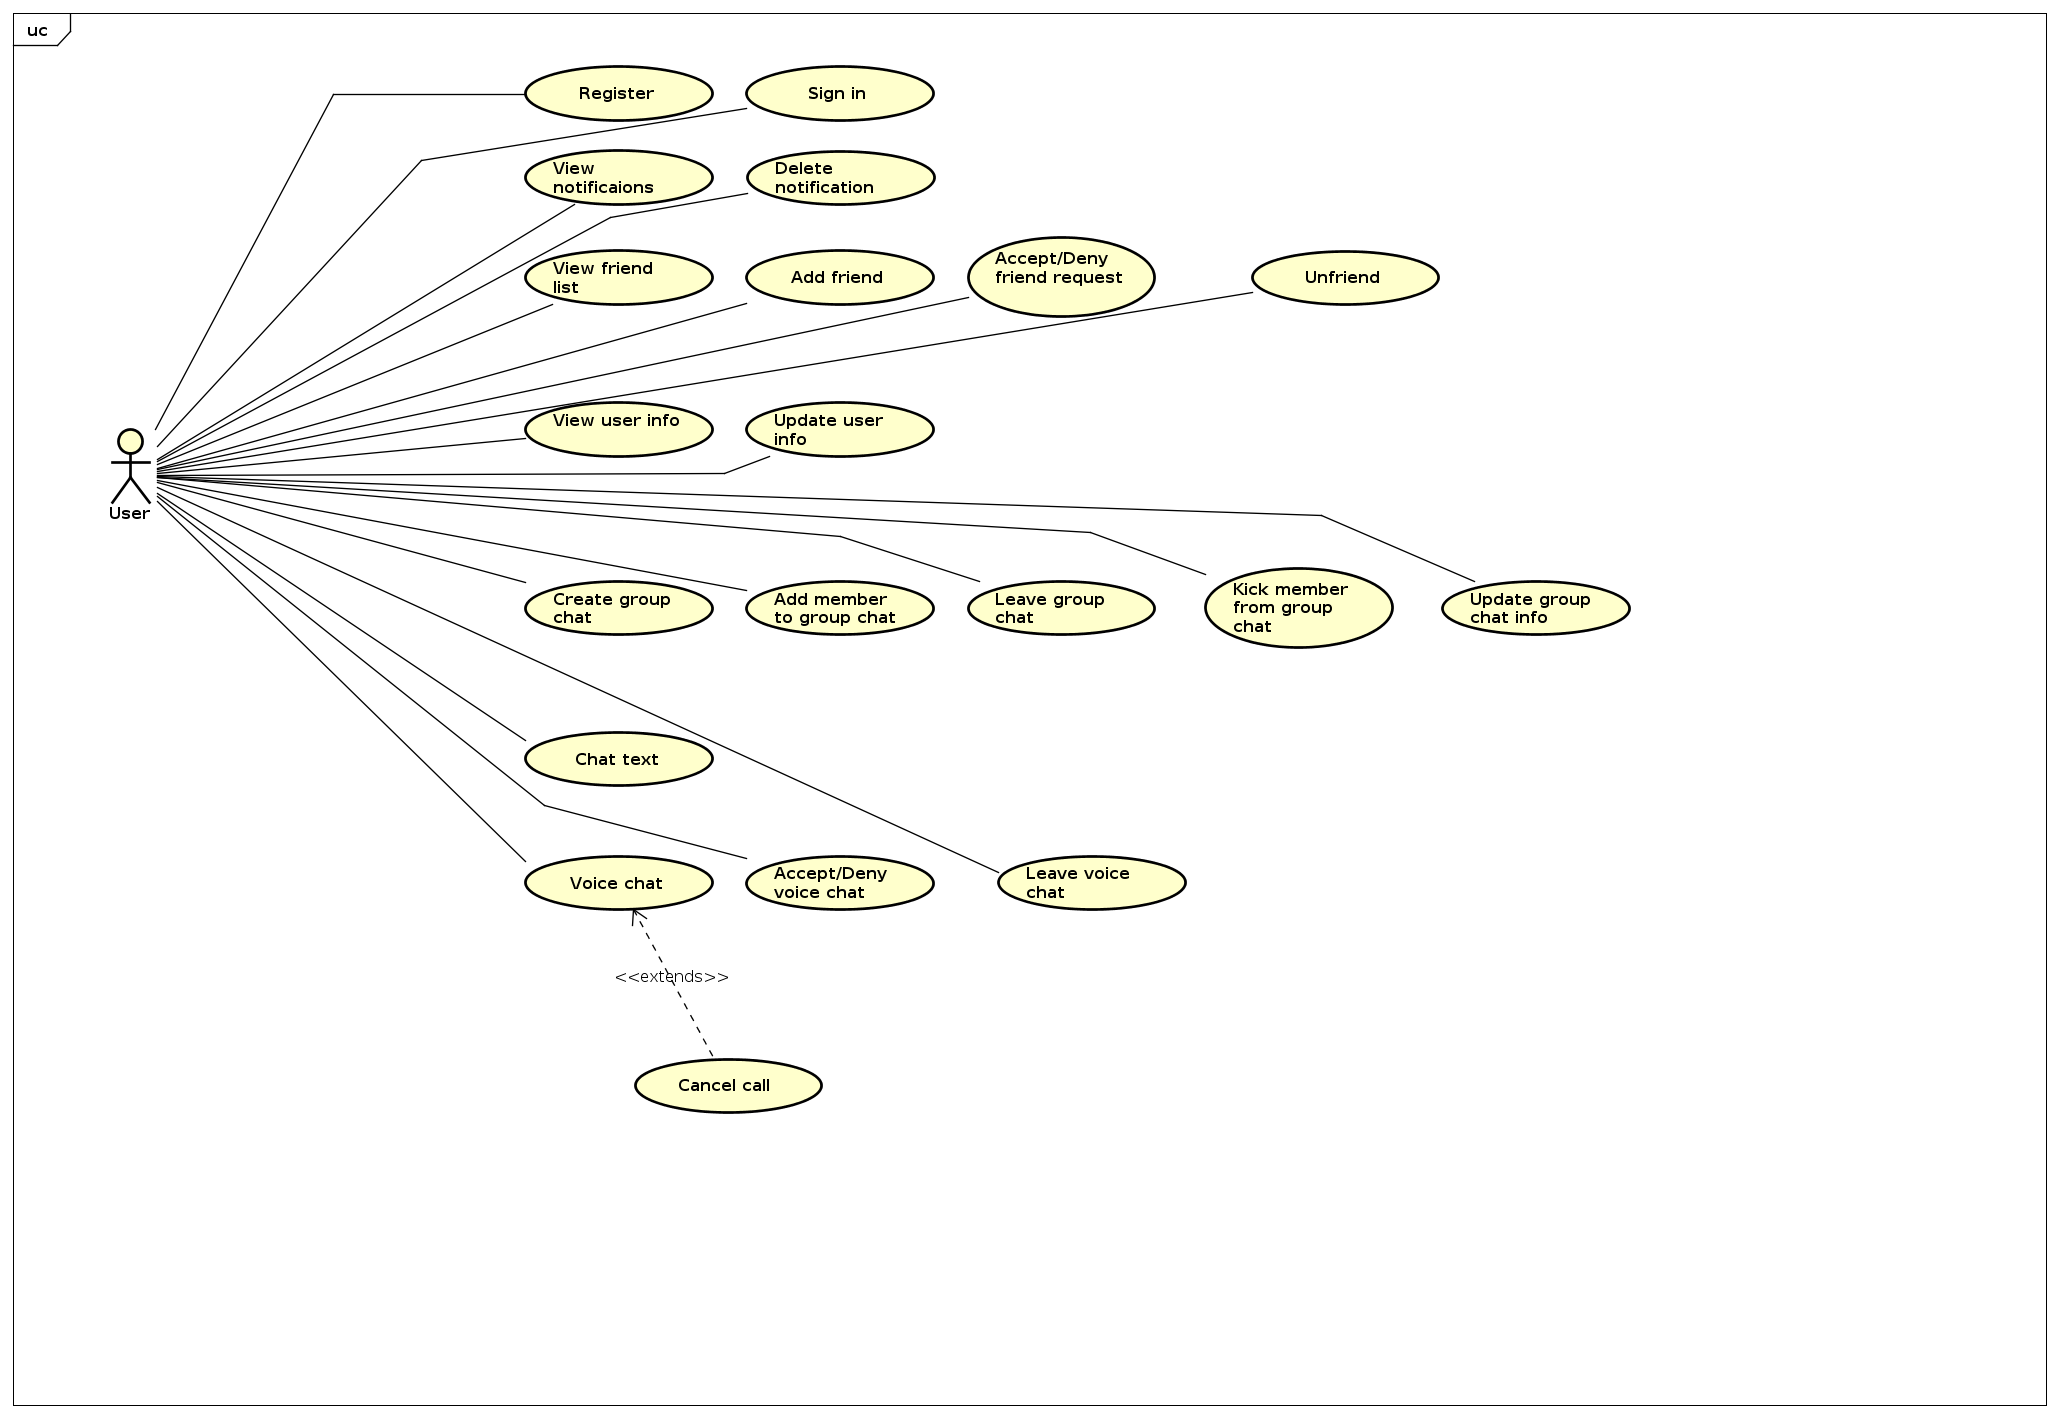 uc
Register
Sign in
View
notificaions
Delete
notification
View friend
list
Add friend
Accept/Deny
friend request
Unfriend
View user info
Update user
info
User
Create group
chat
Add member
to group chat
Leave group
chat
Kick member
from group
chat
Update group
chat info
Chat text
Voice chat
Accept/Deny
voice chat
Leave voice
chat
<<extends>>
Cancel call